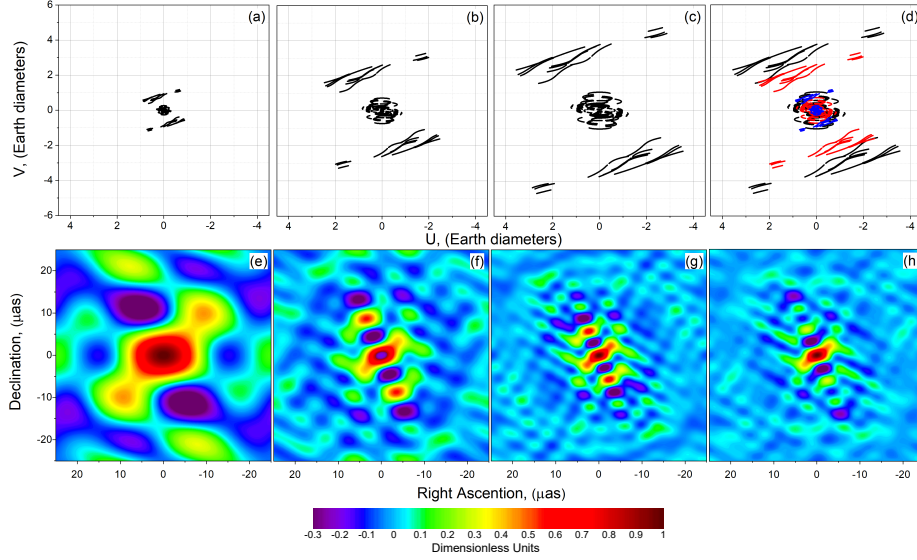 (a) (b) (c) (d)
6
4
2
0
-2
-4
-6
V, (Earth diameters)
4 2 0 -2 -4 4 2 0 -2 -4 4 2 0 -2 -4 4 2 0 -2 -4
U, (Earth diameters)
(e) (f) (g) (h)
20
10
0
-10
-20
Declination, (μas)
20 10 0 -10 -20 20 10 0 -10 -20 20 10 0 -10 -20 20 10 0 -10 -20
Right Ascention, (μas)
-0.3 -0.2 -0.1 0 0.1 0.2 0.3 0.4 0.5 0.6 0.7 0.8 0.9 1
Dimensionless Units